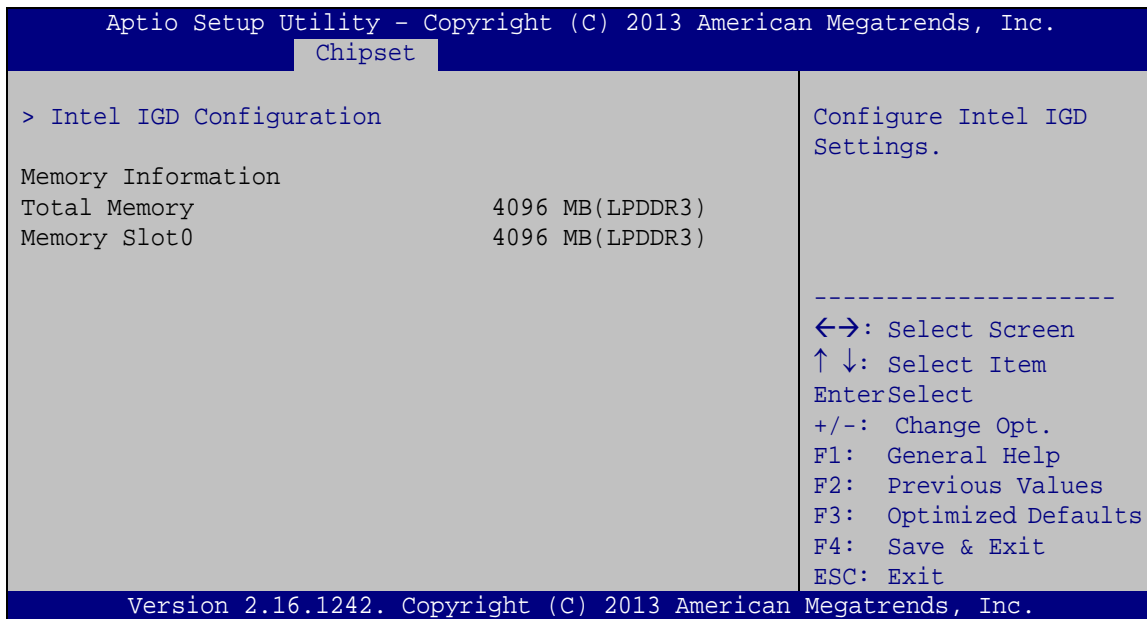 Aptio Setup Utility – Copyright (C) 2013 American Megatrends, Inc.
Chipset
> Intel IGD Configuration
Memory Information
Total Memory 4096 MB(LPDDR3)
Memory Slot0 4096 MB(LPDDR3)
Configure Intel IGD
Settings.
---------------------
←→: Select Screen
↑ ↓: Select Item
EnterSelect
+/-: Change Opt.
F1: General Help
F2: Previous Values
F3: Optimized Defaults
F4: Save & Exit
ESC: Exit
Version 2.16.1242. Copyright (C) 2013 American Megatrends, Inc.